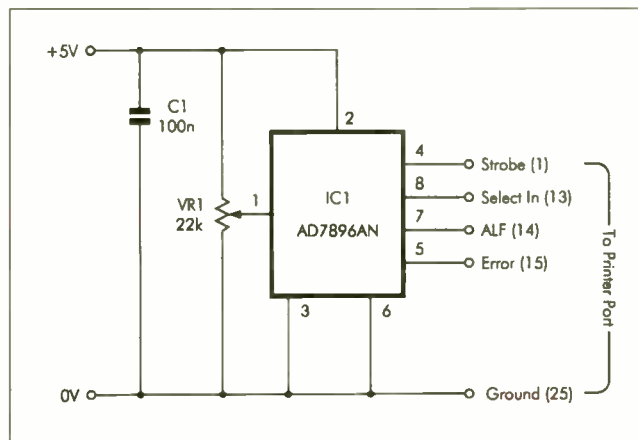 +5V
C1
100n
2
4
Strobe (1)
VR1
22k
1
IC1
AD7896AN
8
Select In (13)
7
ALF (14)
5
Error (15)
To Printer Port
3
6
0V
Ground (25)